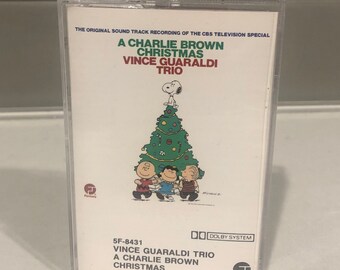 THE ORIGINAL SOUND TRACK RECORDING OF THE CBS TELEVISION SPECIAL
A CHARLIE BROWN
CHRISTMAS
VINCE GUARALDI
TRIO
DOLBY SYSTEM
5F-8431
VINCE GUARALDI TRIO
A CHARLIE BROWN
CHRISTMAS